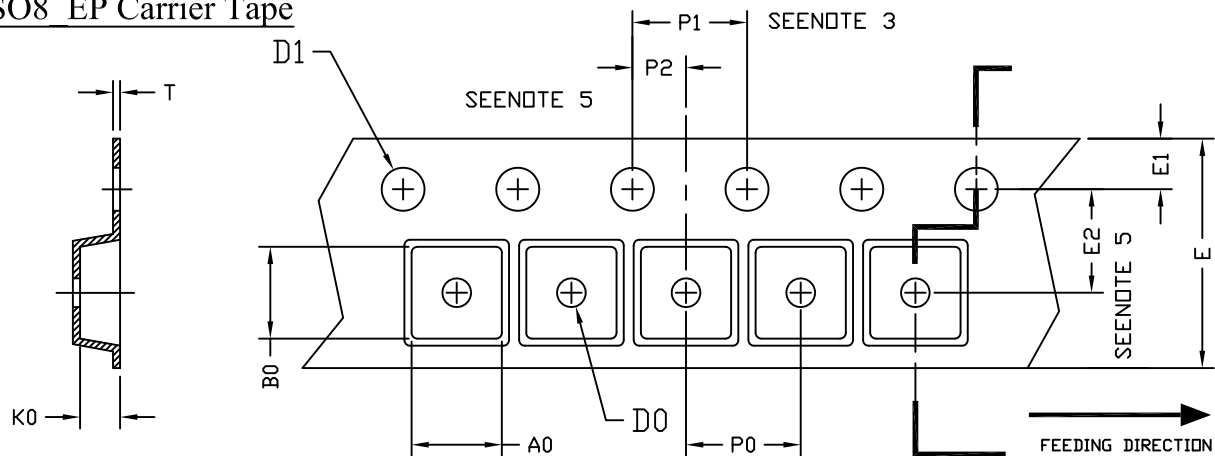 SO8_EP Carrier Tape
P1
SEENOTE 3
D1
P2
T
SEENOTE 5
E1
E2
E
SEENOTE 5
B0
K0
A0
D0
P0
FEEDING DIRECTION